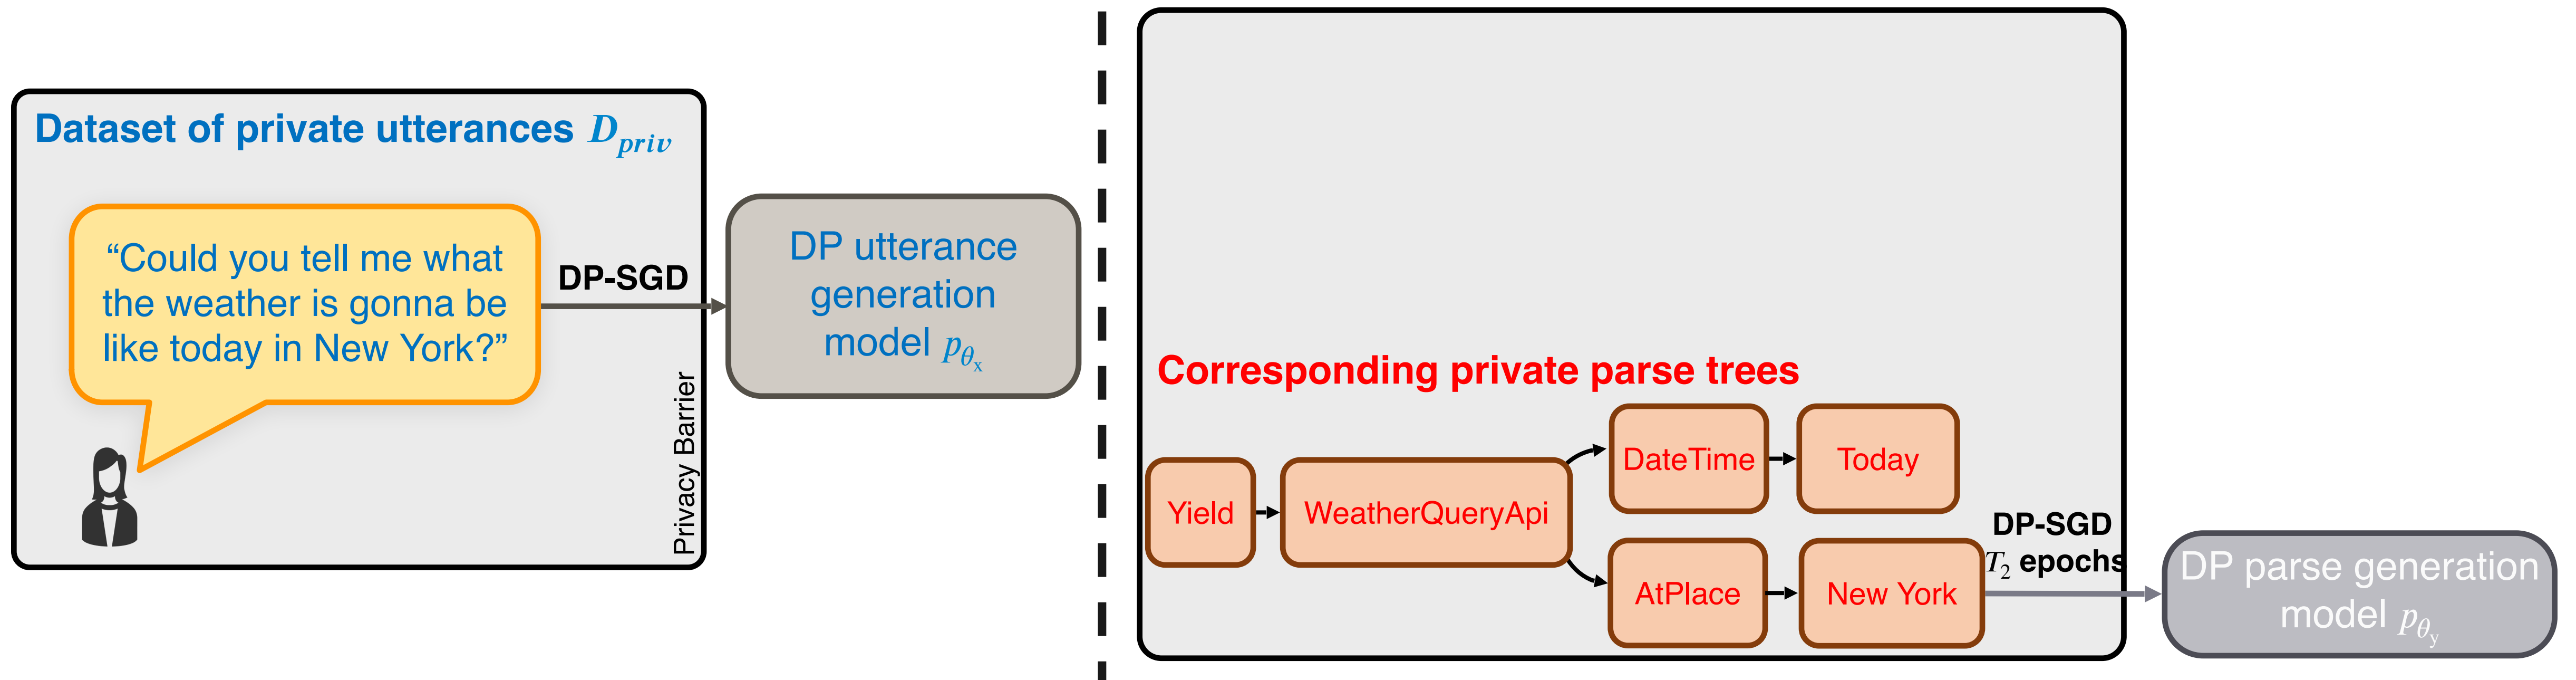 Dataset of private utterances D_priv
“Could you tell me what
the weather is gonna be
like today in New York?”
DP-SGD
Privacy Barrier
DP utterance
generation
model p_θ_x
Corresponding private parse trees
Yield
WeatherQueryApi
DateTime
Today
AtPlace
New York
DP-SGD
T_2 epochs
DP parse generation
model p_θ_y